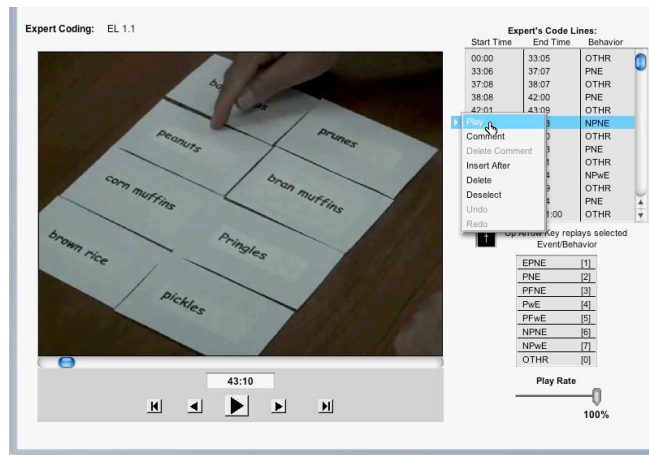 Expert Coding: EL 1.1
Expert's Code Lines:
Start Time End Time Behavior
00:00 33:05 OTHR
33:06 37:07 PNE
37:08 38:07 OTHR
38:08 42:00 PNE
42:01 43:09 OTHR
NPNE
OTHR
PNE
OTHR
NPwE
OTHR
PNE
1:00 OTHR
Play
Comment
Delete Comment
Insert After
Delete
Deselect
Undo
Redo
Up Arrow Key replays selected
Event/Behavior
EPNE [1]
PNE [2]
PFNE [3]
PwE [4]
PFwE [5]
NPNE [6]
NPwE [7]
OTHR [0]
Play Rate
100%
peanuts
prunes
corn muffins
bran muffins
brown rice
Pringles
pickles
43:10